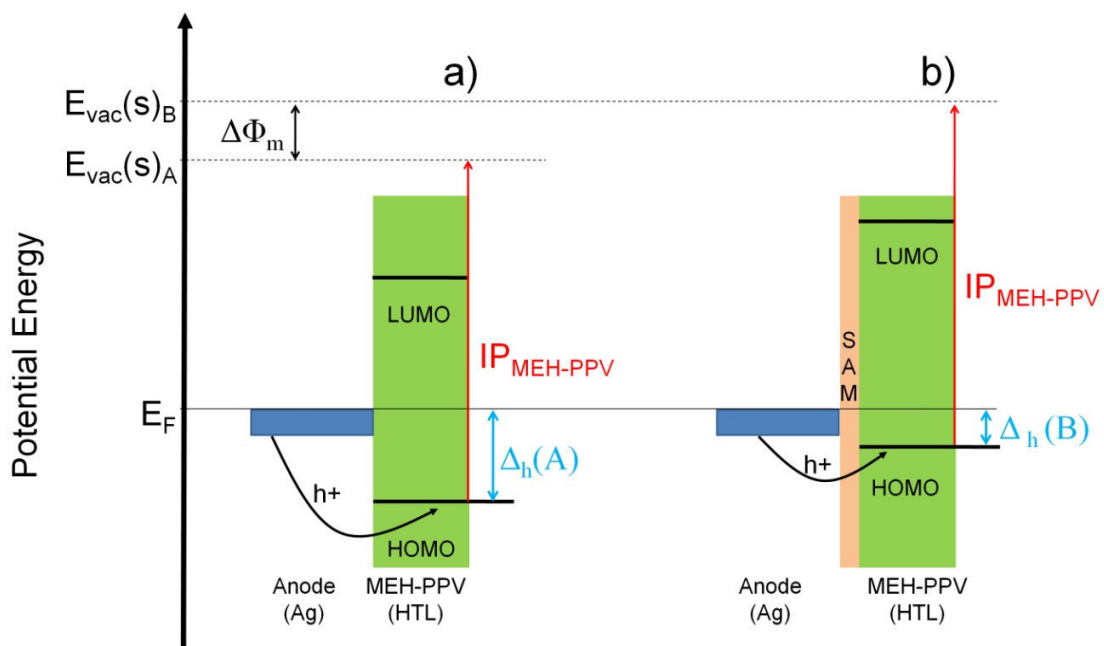 a)
b)
E_vac(s)_B
ΔΦ_m
E_vac(s)_A
Potential Energy
LUMO
LUMO
IP_MEH-PPV
IP_MEH-PPV
SAM
E_F
Δ_h(A)
Δ_h(B)
h+
h+
HOMO
HOMO
Anode
(Ag)
MEH-PPV
(HTL)
Anode
(Ag)
MEH-PPV
(HTL)